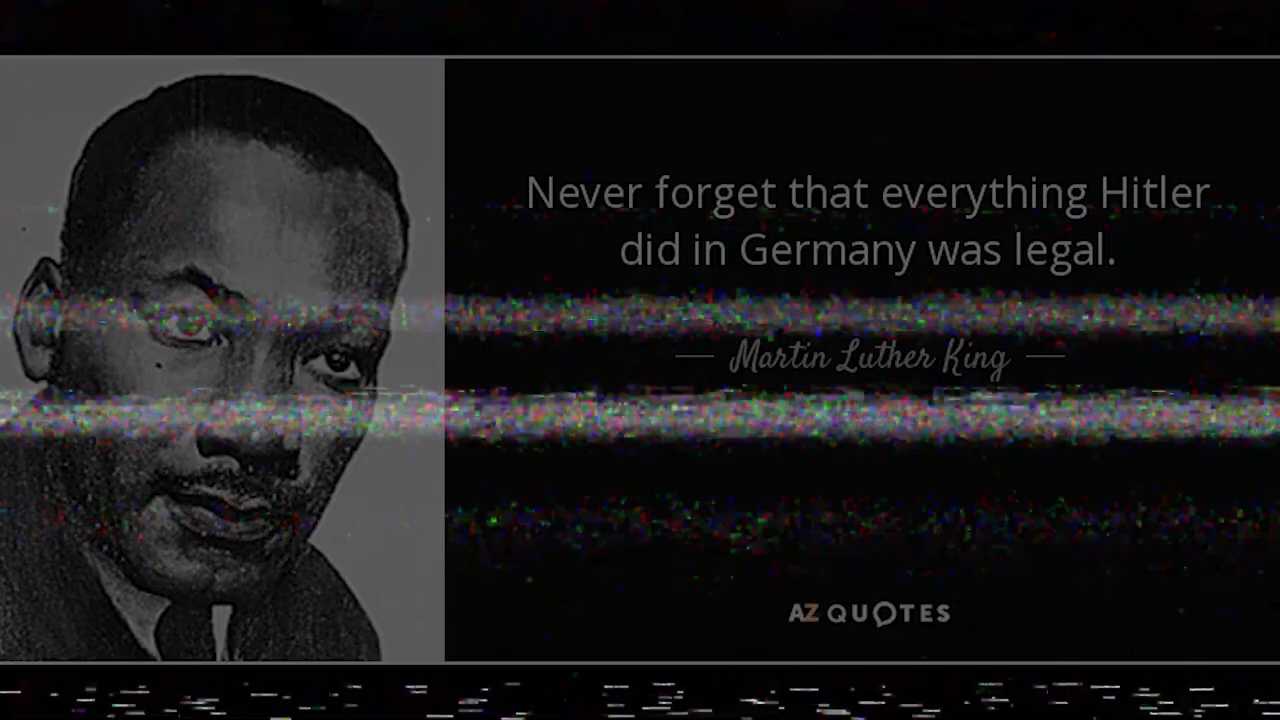 Never forget that everything Hitler
did in Germany was legal.
Martin Luther King
AZ QUOTES